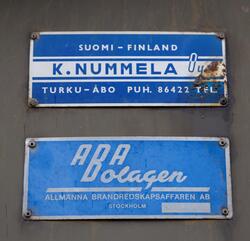 SUOMI - FINLAND
K. NUMMELA Oy
TURKU-ÅBO PUH. 86422 TEL.
ABA Bolagen
ALLMÄNNA BRANDREDSKAPSAFFÄREN AB
STOCKHOLM